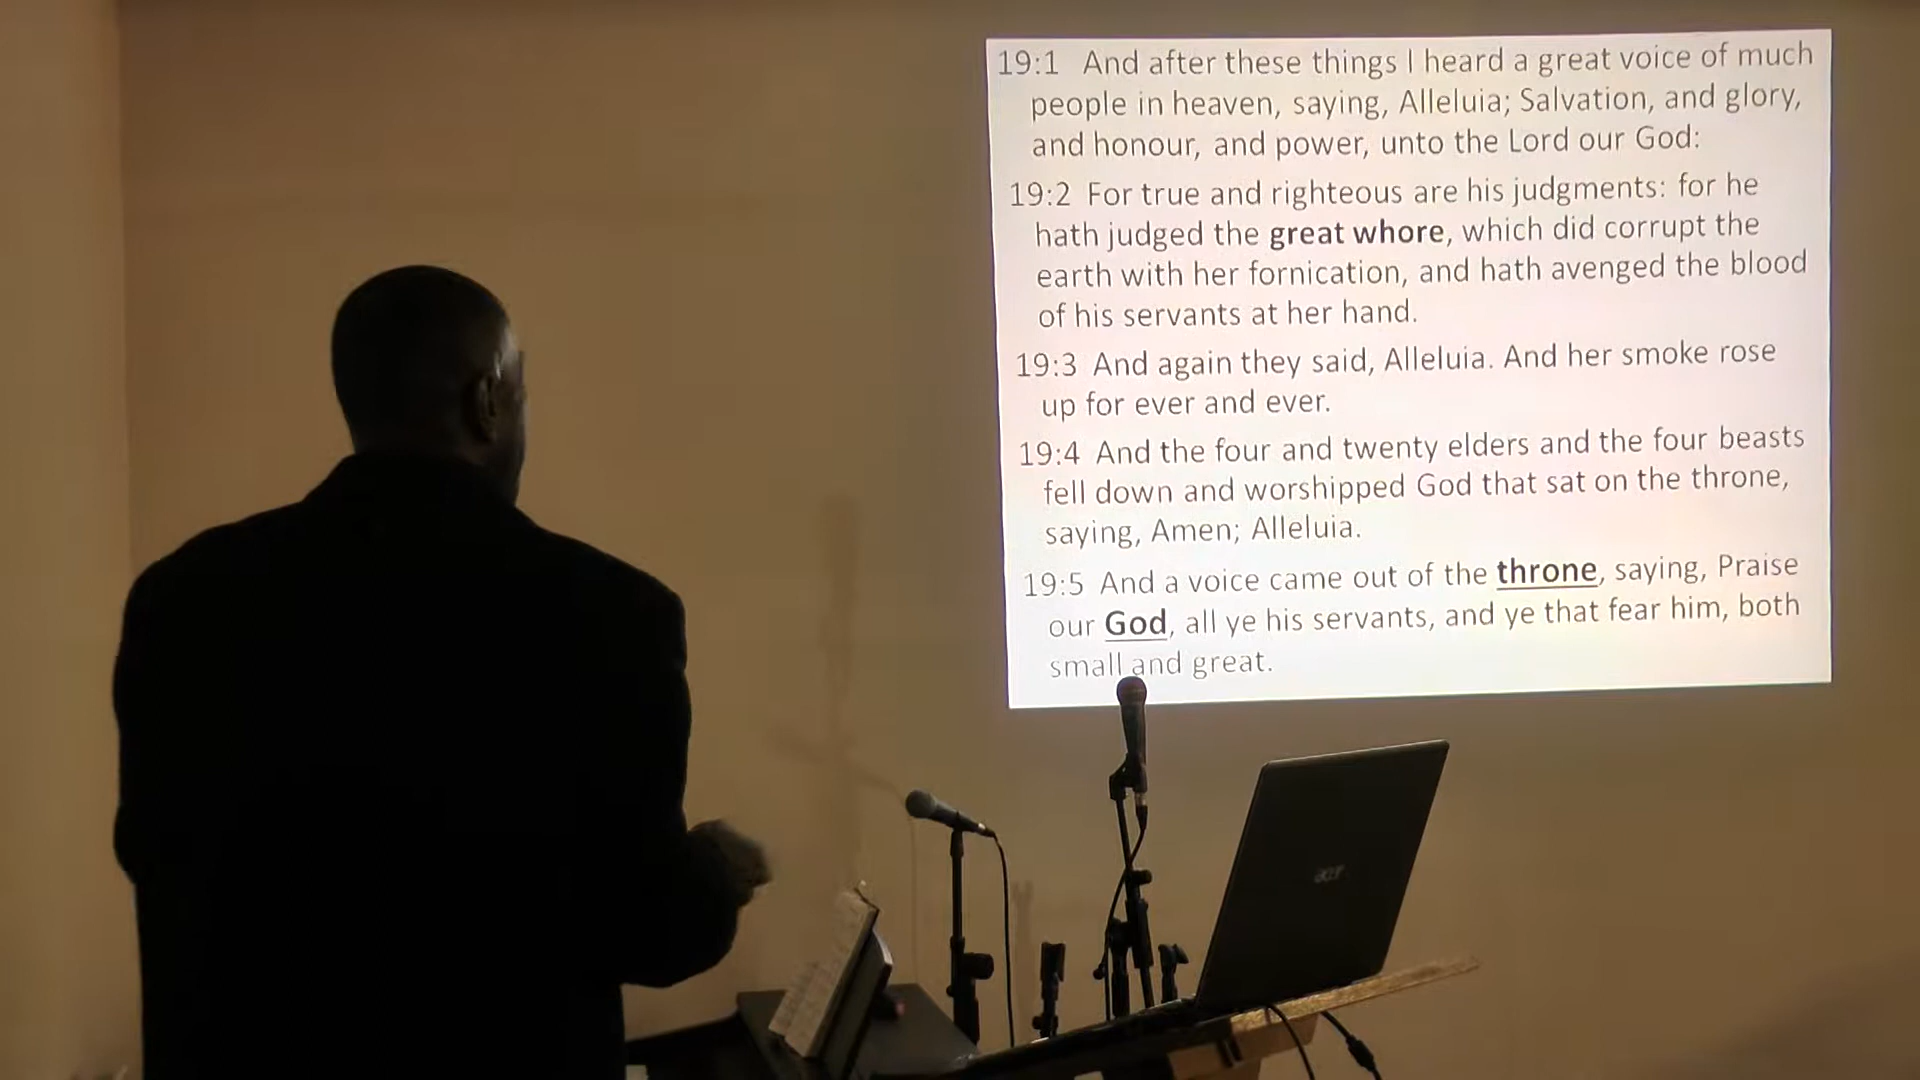 19:1 And after these things I heard a great voice of much
people in heaven, saying, Alleluia; Salvation, and glory,
and honour, and power, unto the Lord our God:
19:2 For true and righteous are his judgments: for he
hath judged the great whore, which did corrupt the
earth with her fornication, and hath avenged the blood
of his servants at her hand.
19:3 And again they said, Alleluia. And her smoke rose
up for ever and ever.
19:4 And the four and twenty elders and the four beasts
fell down and worshipped God that sat on the throne,
saying, Amen; Alleluia.
19:5 And a voice came out of the throne, saying, Praise
our God, all ye his servants, and ye that fear him, both
small and great.
acer